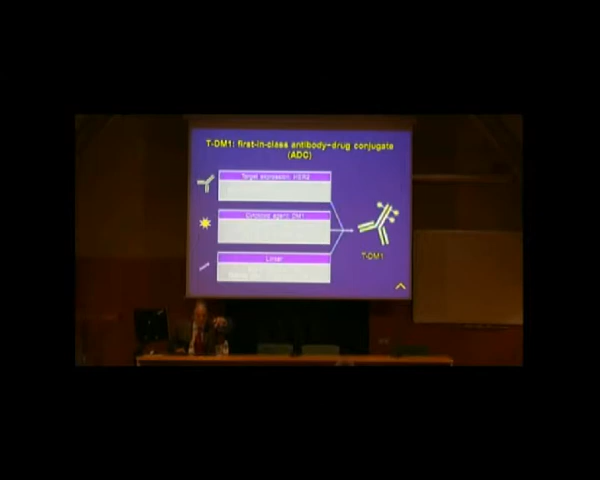 T-DM1: first-in-class antibody-drug conjugate
(ADC)
Target expression: HER2
Cytotoxic agent: DM1
Linker
T-DM1